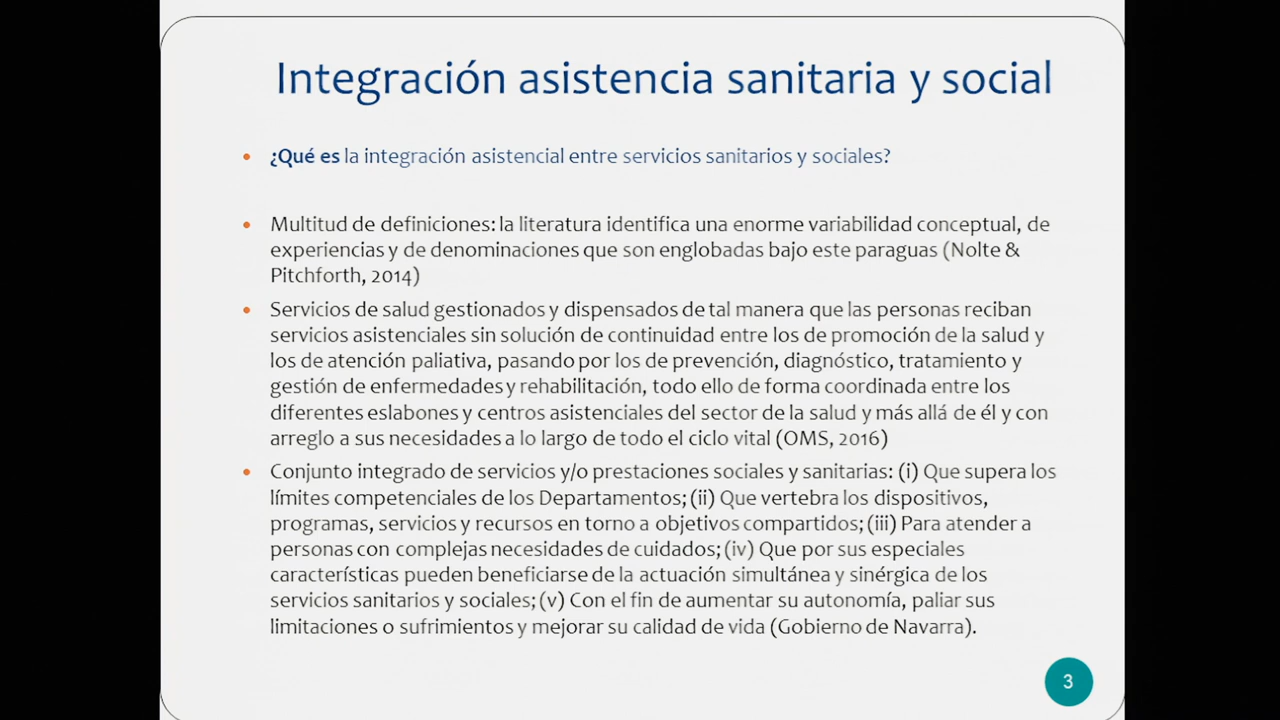 Integración asistencia sanitaria y social
• ¿Qué es la integración asistencial entre servicios sanitarios y sociales?
• Multitud de definiciones: la literatura identifica una enorme variabilidad conceptual, de
experiencias y de denominaciones que son englobadas bajo este paraguas (Nolte &
Pitchforth, 2014)
• Servicios de salud gestionados y dispensados de tal manera que las personas reciban
servicios asistenciales sin solución de continuidad entre los de promoción de la salud y
los de atención paliativa, pasando por los de prevención, diagnóstico, tratamiento y
gestión de enfermedades y rehabilitación, todo ello de forma coordinada entre los
diferentes eslabones y centros asistenciales del sector de la salud y más allá de él y con
arreglo a sus necesidades a lo largo de todo el ciclo vital (OMS, 2016)
• Conjunto integrado de servicios y/o prestaciones sociales y sanitarias: (i) Que supera los
límites competenciales de los Departamentos; (ii) Que vertebra los dispositivos,
programas, servicios y recursos en torno a objetivos compartidos; (iii) Para atender a
personas con complejas necesidades de cuidados; (iv) Que por sus especiales
características pueden beneficiarse de la actuación simultánea y sinérgica de los
servicios sanitarios y sociales; (v) Con el fin de aumentar su autonomía, paliar sus
limitaciones o sufrimientos y mejorar su calidad de vida (Gobierno de Navarra).
3